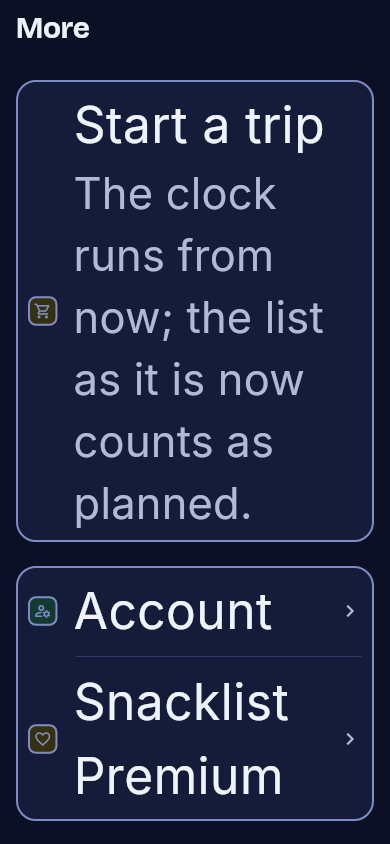 More
Start a trip
The clock
runs from
now; the list
as it is now
counts as
planned.
Account
Snacklist
Premium